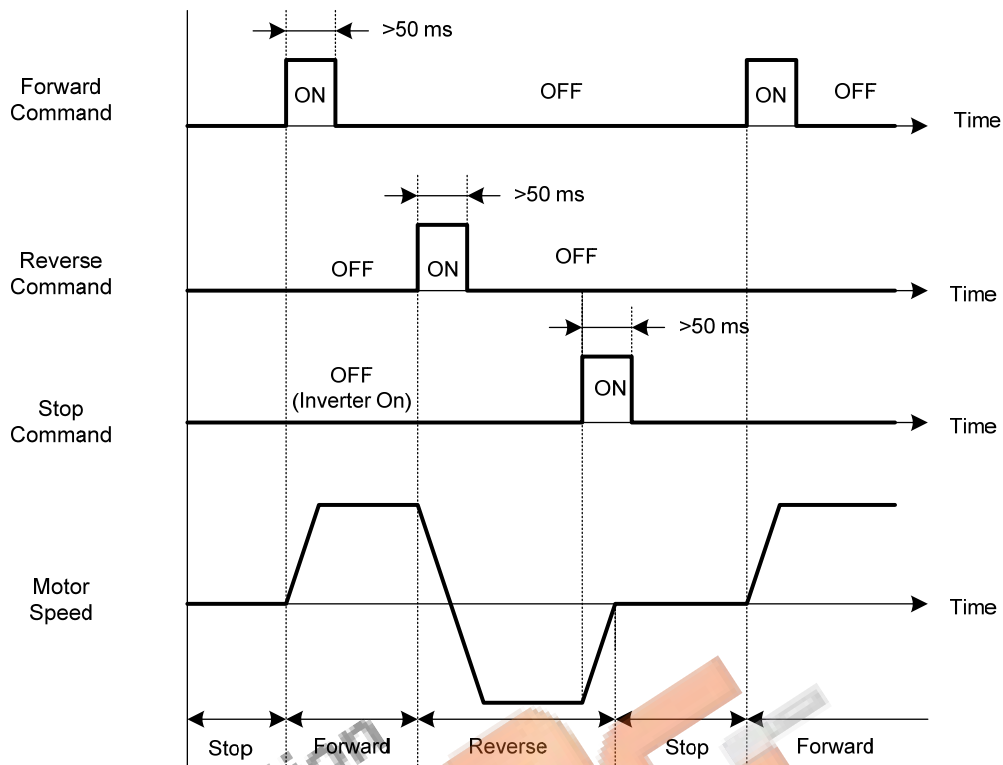 >50 ms
Forward
Command
ON
OFF
ON
OFF
Time
>50 ms
Reverse
Command
OFF
ON
OFF
Time
>50 ms
Stop
Command
OFF
(Inverter On)
ON
Time
Motor
Speed
Time
Stop
Forward
Reverse
Stop
Forward